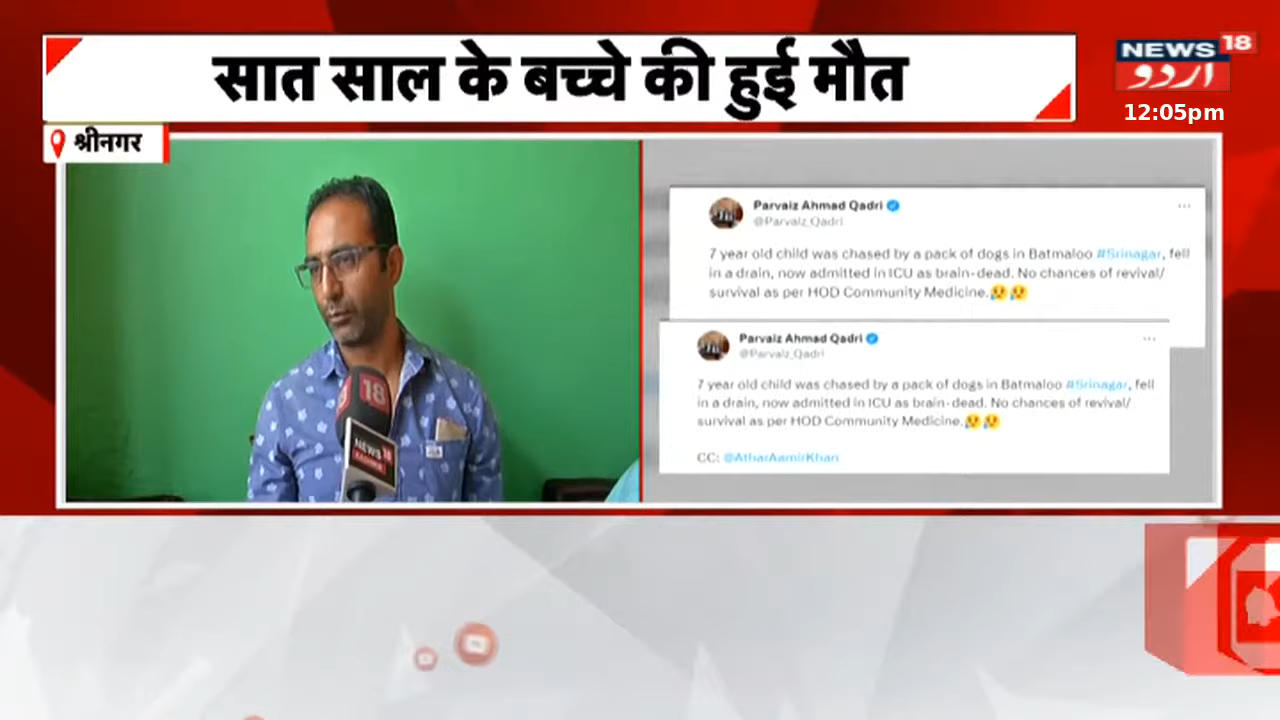 सात साल के बच्चे की हुई मौत
NEWS 18
اردو
12:05pm
श्रीनगर
18
NEWS 18
Parvaiz Ahmad Qadri
@Parvaiz_Qadri
7 year old child was chased by a pack of dogs in Batmaloo #Srinagar, fell
in a drain, now admitted in ICU as brain-dead. No chances of revival/
survival as per HOD Community Medicine.😥😥
Parvaiz Ahmad Qadri
@Parvaiz_Qadri
7 year old child was chased by a pack of dogs in Batmaloo #Srinagar, fell
in a drain, now admitted in ICU as brain-dead. No chances of revival/
survival as per HOD Community Medicine.😥😥
CC: @AtharAamirKhan